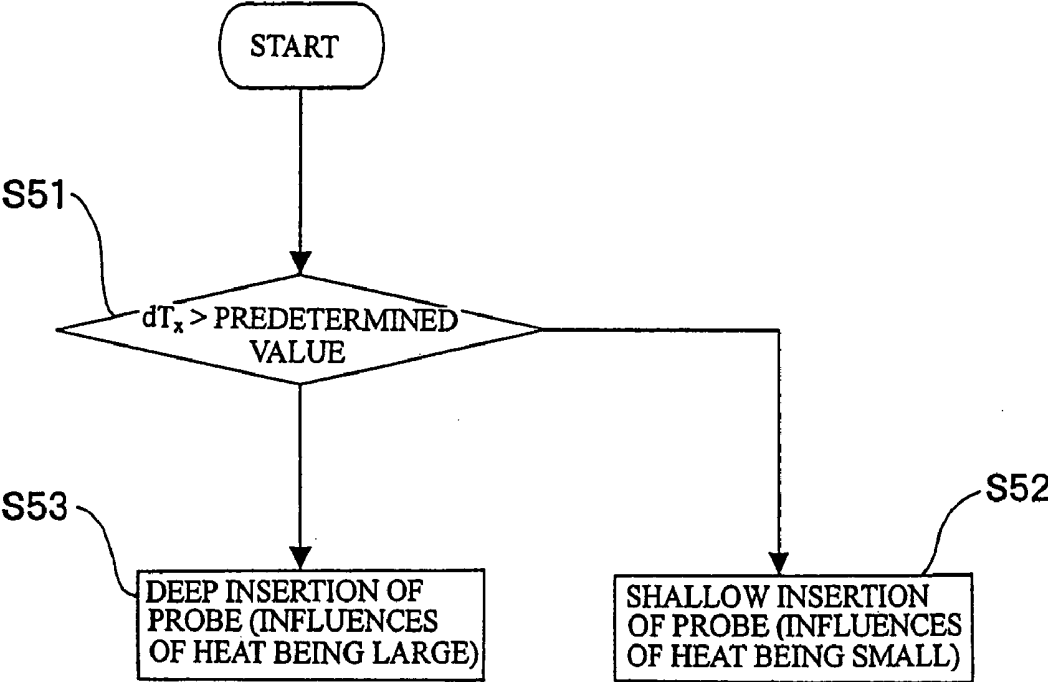 START
S51
dTx > PREDETERMINED
VALUE
S53
S52
DEEP INSERTION OF
PROBE (INFLUENCES
OF HEAT BEING LARGE)
SHALLOW INSERTION
OF PROBE (INFLUENCES
OF HEAT BEING SMALL)